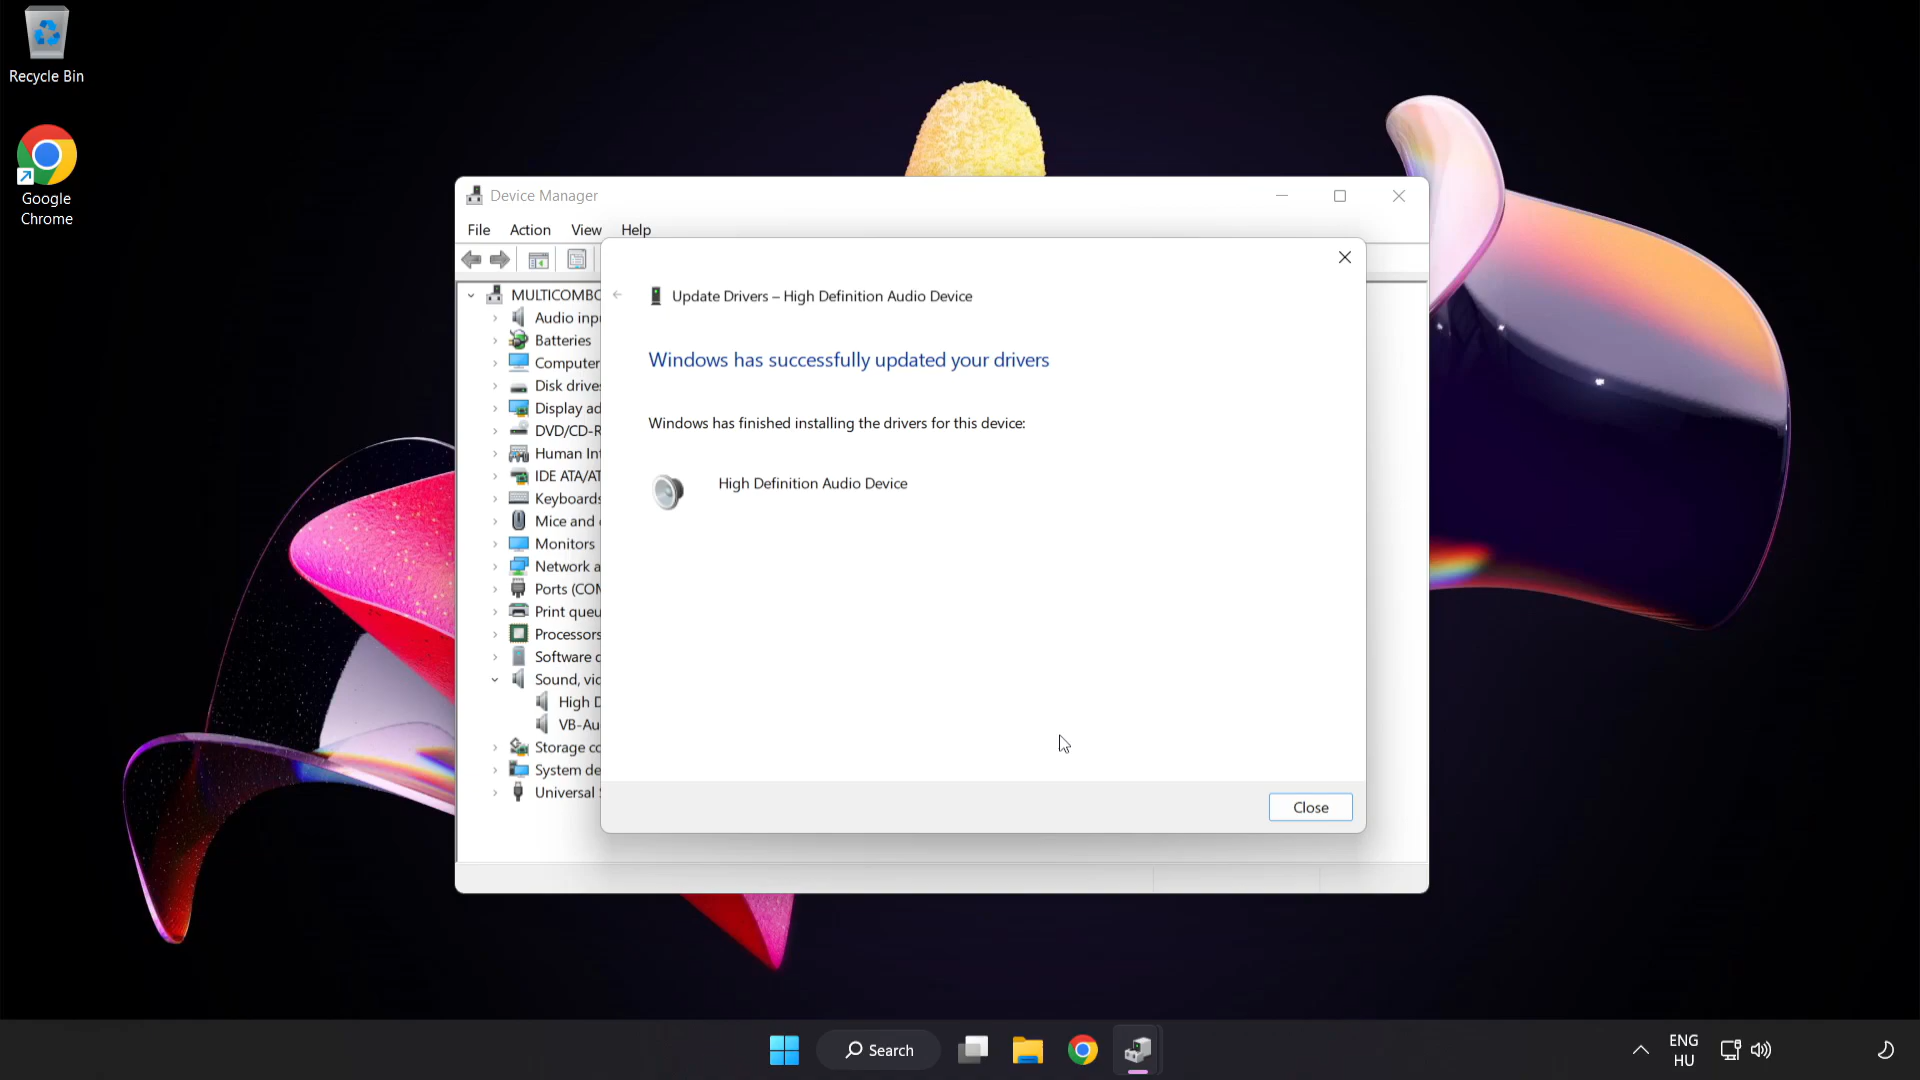 Recycle Bin
Google
Chrome
Device Manager
File Action View Help
Update Drivers – High Definition Audio Device
Windows has successfully updated your drivers
Windows has finished installing the drivers for this device:
High Definition Audio Device
Close
MULTICOMBO
Audio inp
Batteries
Computer
Disk drive
Display ad
DVD/CD-R
Human Int
IDE ATA/AT
Keyboards
Mice and
Monitors
Network a
Ports (COM
Print queu
Processors
Software
Sound, vid
High D
VB-Au
Storage co
System de
Universal
Search
ENG
HU